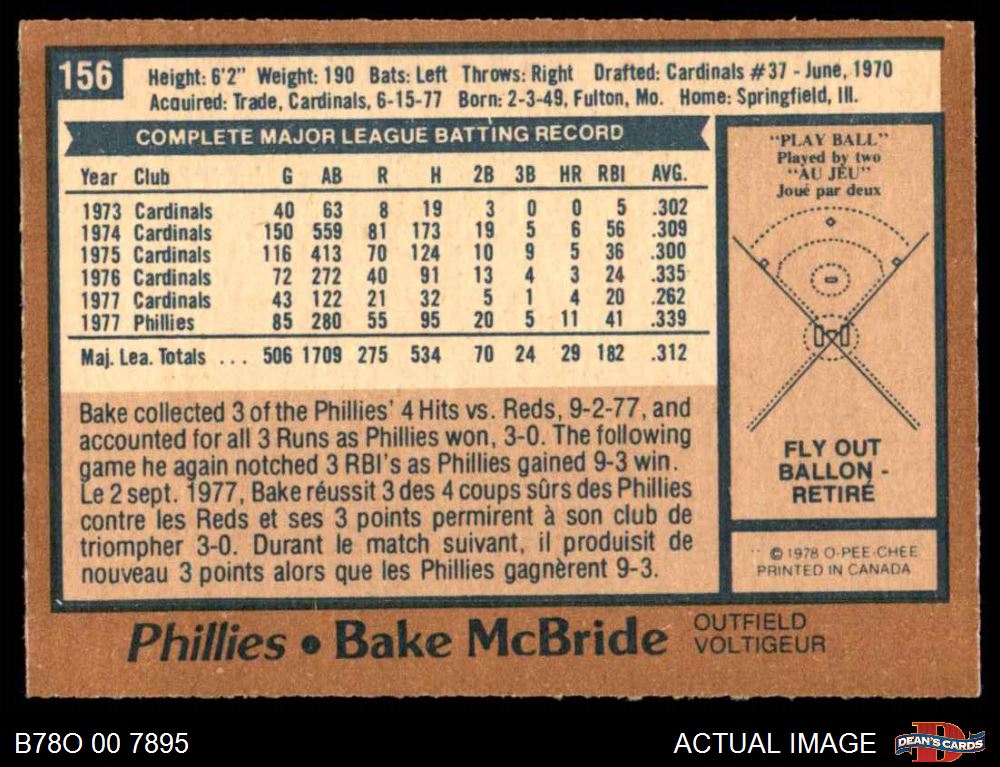 156
Height: 6'2" Weight: 190 Bats: Left Throws: Right Drafted: Cardinals #37 - June, 1970
Acquired: Trade, Cardinals, 6-15-77 Born: 2-3-49, Fulton, Mo. Home: Springfield, Ill.
COMPLETE MAJOR LEAGUE BATTING RECORD
Year Club G AB R H 2B 3B HR RBI AVG.
1973 Cardinals 40 63 8 19 3 0 0 5 .302
1974 Cardinals 150 559 81 173 19 5 6 56 .309
1975 Cardinals 116 413 70 124 10 9 5 36 .300
1976 Cardinals 72 272 40 91 13 4 3 24 .335
1977 Cardinals 43 122 21 32 5 1 4 20 .262
1977 Phillies 85 280 55 95 20 5 11 41 .339
Maj. Lea. Totals ... 506 1709 275 534 70 24 29 182 .312
Bake collected 3 of the Phillies' 4 Hits vs. Reds, 9-2-77, and
accounted for all 3 Runs as Phillies won, 3-0. The following
game he again notched 3 RBI's as Phillies gained 9-3 win.
Le 2 sept. 1977, Bake réussit 3 des 4 coups sûrs des Phillies
contre les Reds et ses 3 points permirent à son club de
triompher 3-0. Durant le match suivant, il produisit de
nouveau 3 points alors que les Phillies gagnèrent 9-3.
"PLAY BALL"
Played by two
"AU JEU"
Joué par deux
FLY OUT
BALLON -
RETIRÉ
© 1978 O-PEE-CHEE
PRINTED IN CANADA
Phillies • Bake McBride
OUTFIELD
VOLTIGEUR
B78O 00 7895
ACTUAL IMAGE
D
DEAN'S CARDS